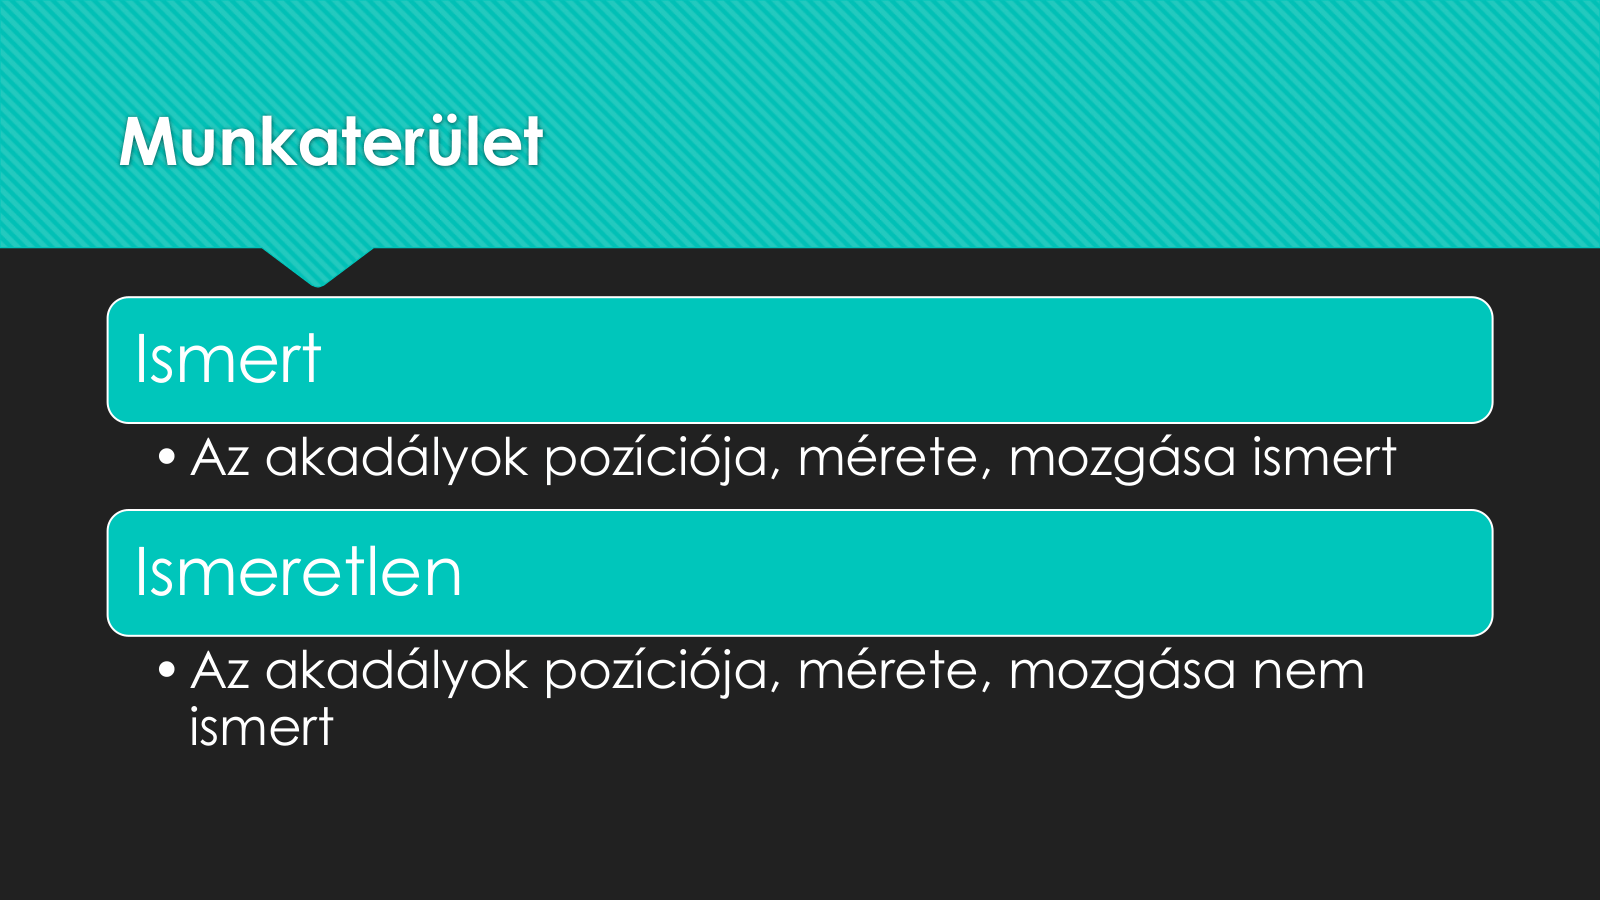 Munkaterület
Ismert
• Az akadályok pozíciója, mérete, mozgása ismert
Ismeretlen
• Az akadályok pozíciója, mérete, mozgása nem
ismert